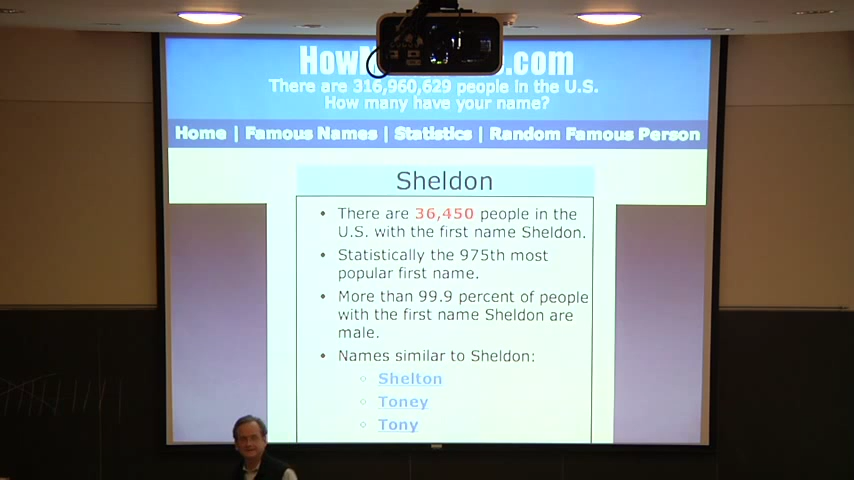 There are 316,960,629 people in the U.S.
How many have your name?
Home | Famous Names | Statistics | Random Famous Person
Sheldon
• There are 36,450 people in the
U.S. with the first name Sheldon.
• Statistically the 975th most
popular first name.
• More than 99.9 percent of people
with the first name Sheldon are
male.
• Names similar to Sheldon:
○ Shelton
○ Toney
○ Tony